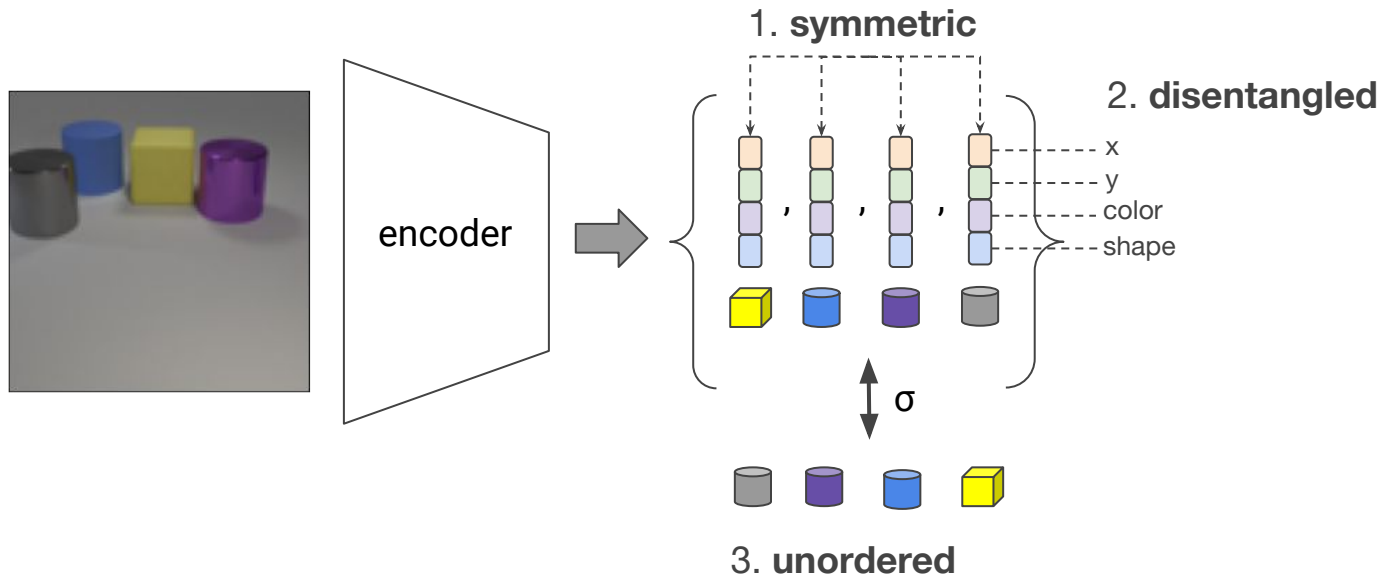 1. symmetric
2. disentangled
x
y
color
shape
encoder
, , ,
σ
3. unordered